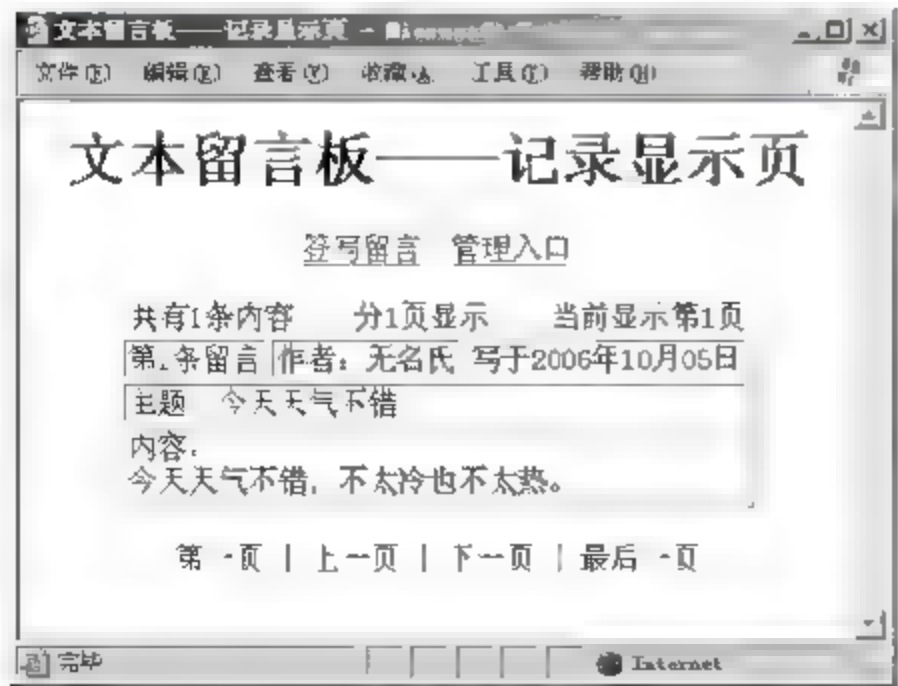 文本留言板——记录显示页 -
文件(F) 编辑(E) 查看(V) 收藏(A) 工具(T) 帮助(H)
文本留言板——记录显示页
签写留言 管理入口
共有1条内容 分1页显示 当前显示第1页
第1条留言 作者：无名氏 写于2006年10月05日
主题 今天天气不错
内容：
今天天气不错，不太冷也不太热。
第一页 | 上一页 | 下一页 | 最后一页
完毕 Internet